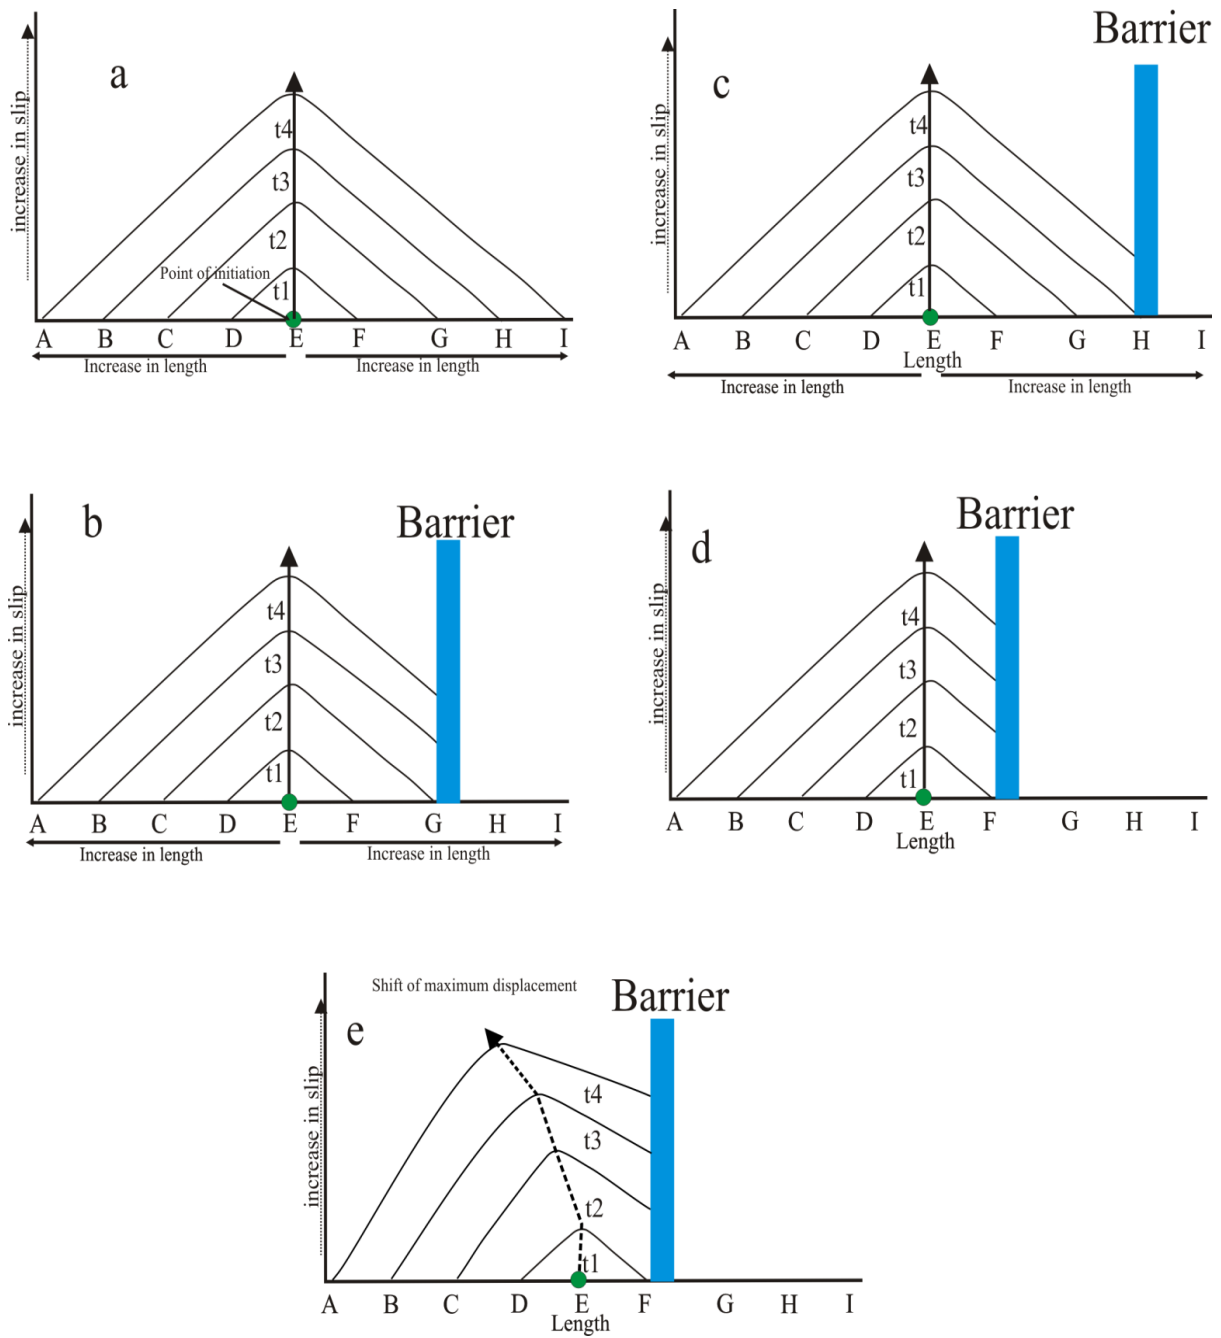 a
increase in slip
t4
t3
t2
Point of initiation
t1
A B C D E F G H I
Increase in length Increase in length
Barrier
c
increase in slip
t4
t3
t2
t1
A B C D E F G H I
Length
Increase in length Increase in length
b
Barrier
increase in slip
t4
t3
t2
t1
A B C D E F G H I
Increase in length Increase in length
Barrier
d
increase in slip
t4
t3
t2
t1
A B C D E F G H I
Length
Shift of maximum displacement
Barrier
e
increase in slip
t4
t3
t2
t1
A B C D E F G H I
Length